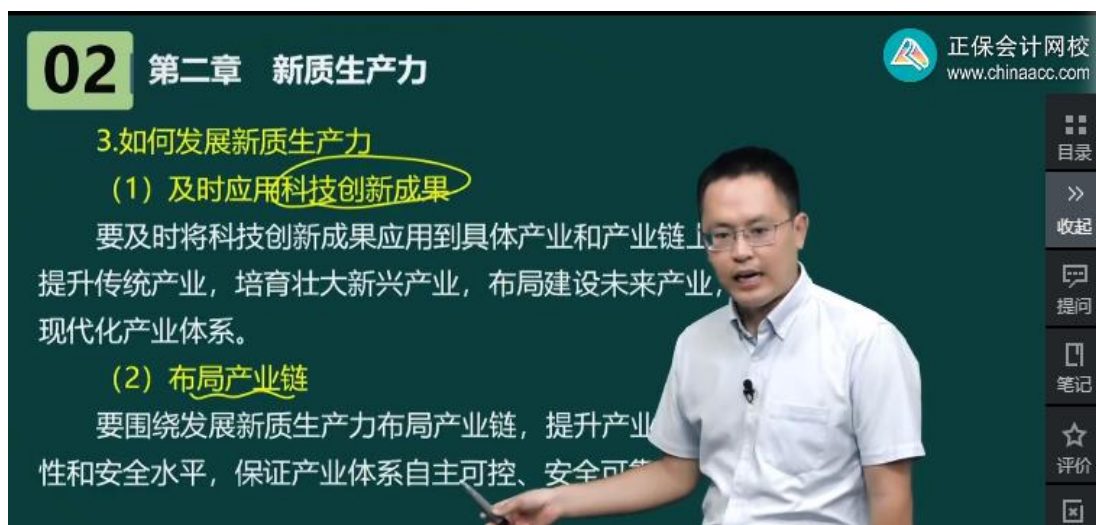 02 第二章 新质生产力
正保会计网校
www.chinaacc.com
3.如何发展新质生产力
（1）及时应用科技创新成果
要及时将科技创新成果应用到具体产业和产业链上
提升传统产业，培育壮大新兴产业，布局建设未来产业，
现代化产业体系。
（2）布局产业链
要围绕发展新质生产力布局产业链，提升产业
性和安全水平，保证产业体系自主可控、安全可靠
目录
收起
提问
笔记
评价